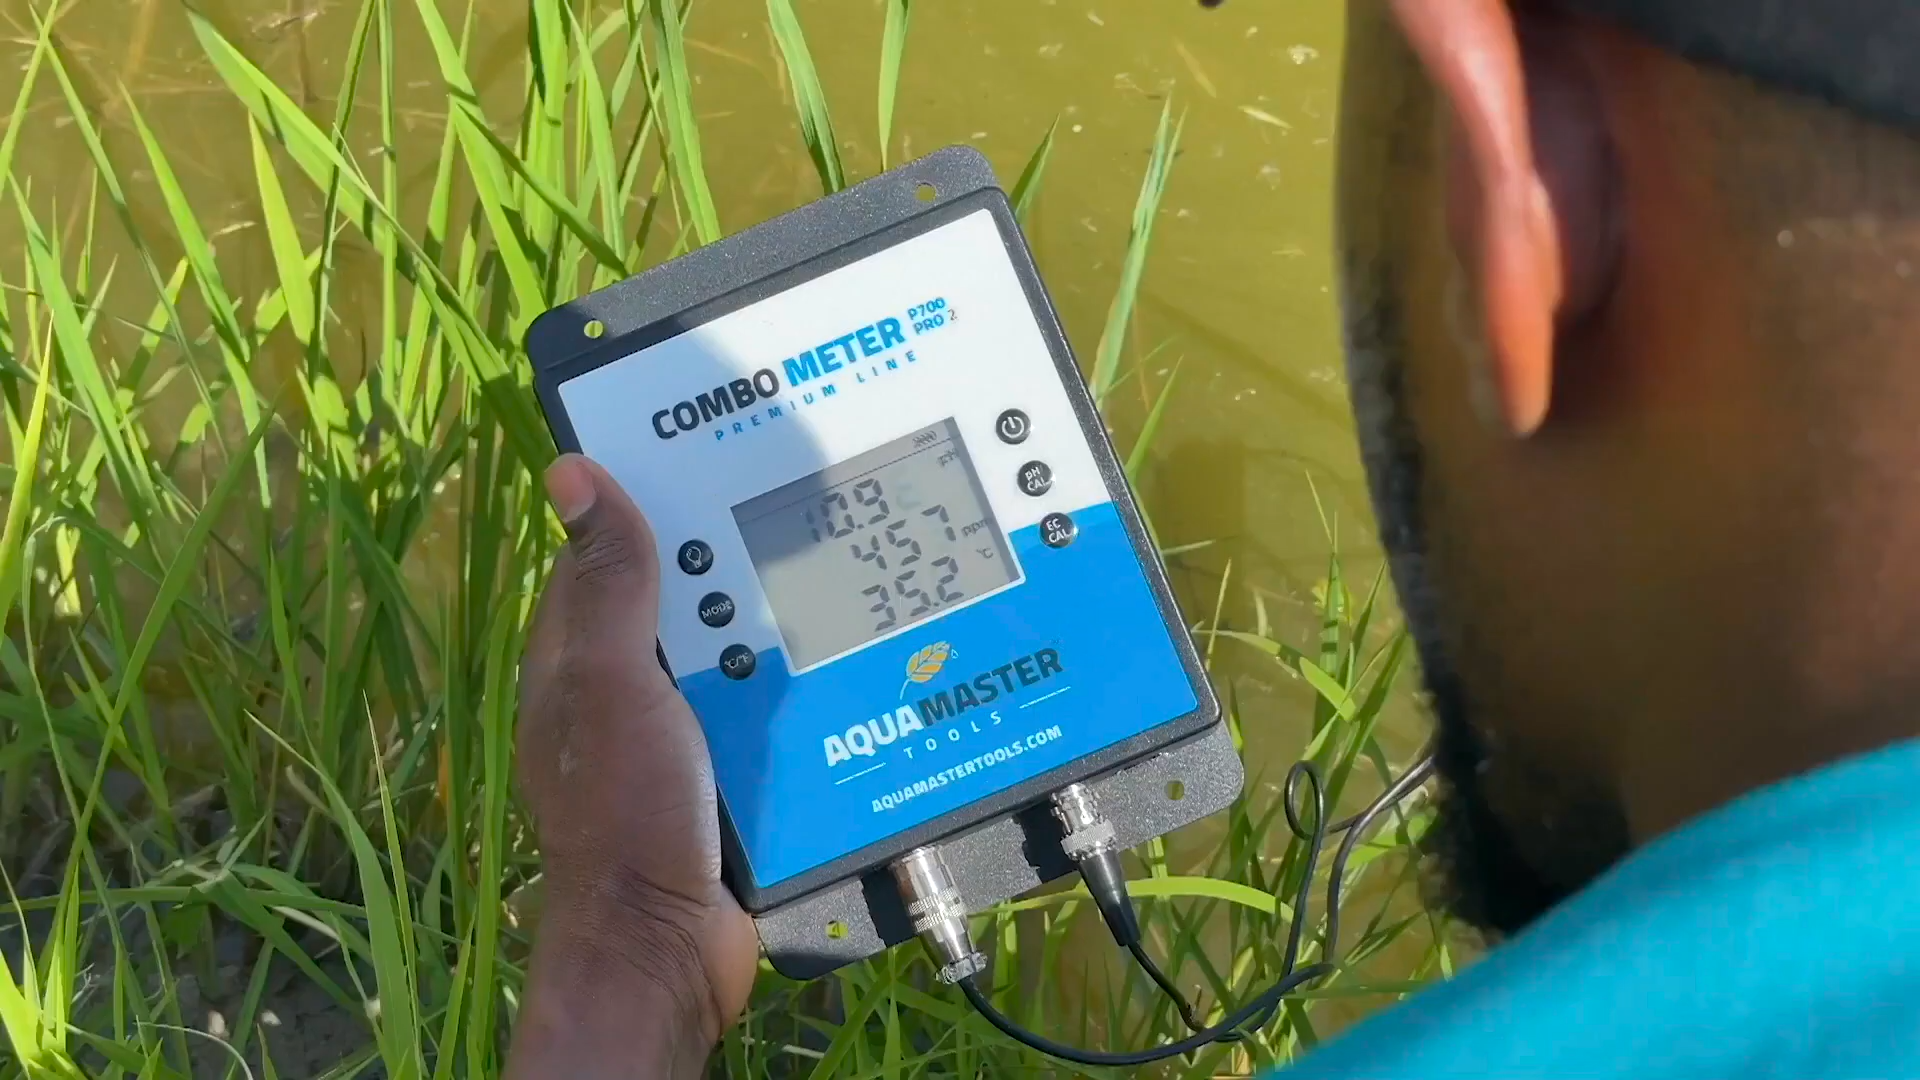 COMBO METER P700
PRO 2
PREMIUM LINE
pH
10.9
457 ppm
35.2 °C
PH
CAL
EC
CAL
MODE
°C/°F
AQUAMASTER
TOOLS
AQUAMASTERTOOLS.COM